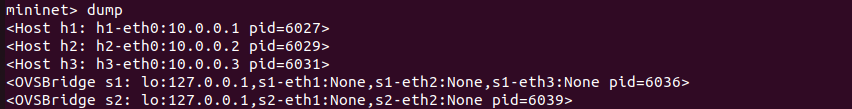 mininet> dump
<Host h1: h1-eth0:10.0.0.1 pid=6027>
<Host h2: h2-eth0:10.0.0.2 pid=6029>
<Host h3: h3-eth0:10.0.0.3 pid=6031>
<OVSBridge s1: lo:127.0.0.1,s1-eth1:None,s1-eth2:None,s1-eth3:None pid=6036>
<OVSBridge s2: lo:127.0.0.1,s2-eth1:None,s2-eth2:None pid=6039>